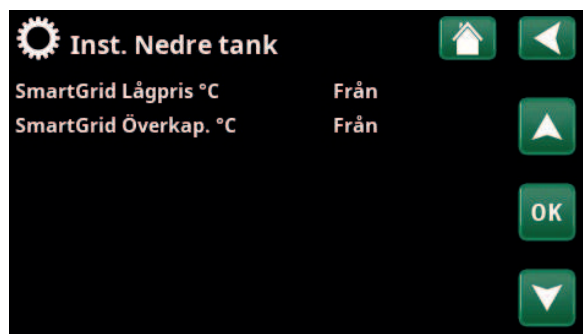 Inst. Nedre tank
SmartGrid Lågpris °C Från
SmartGrid Överkap. °C Från
OK